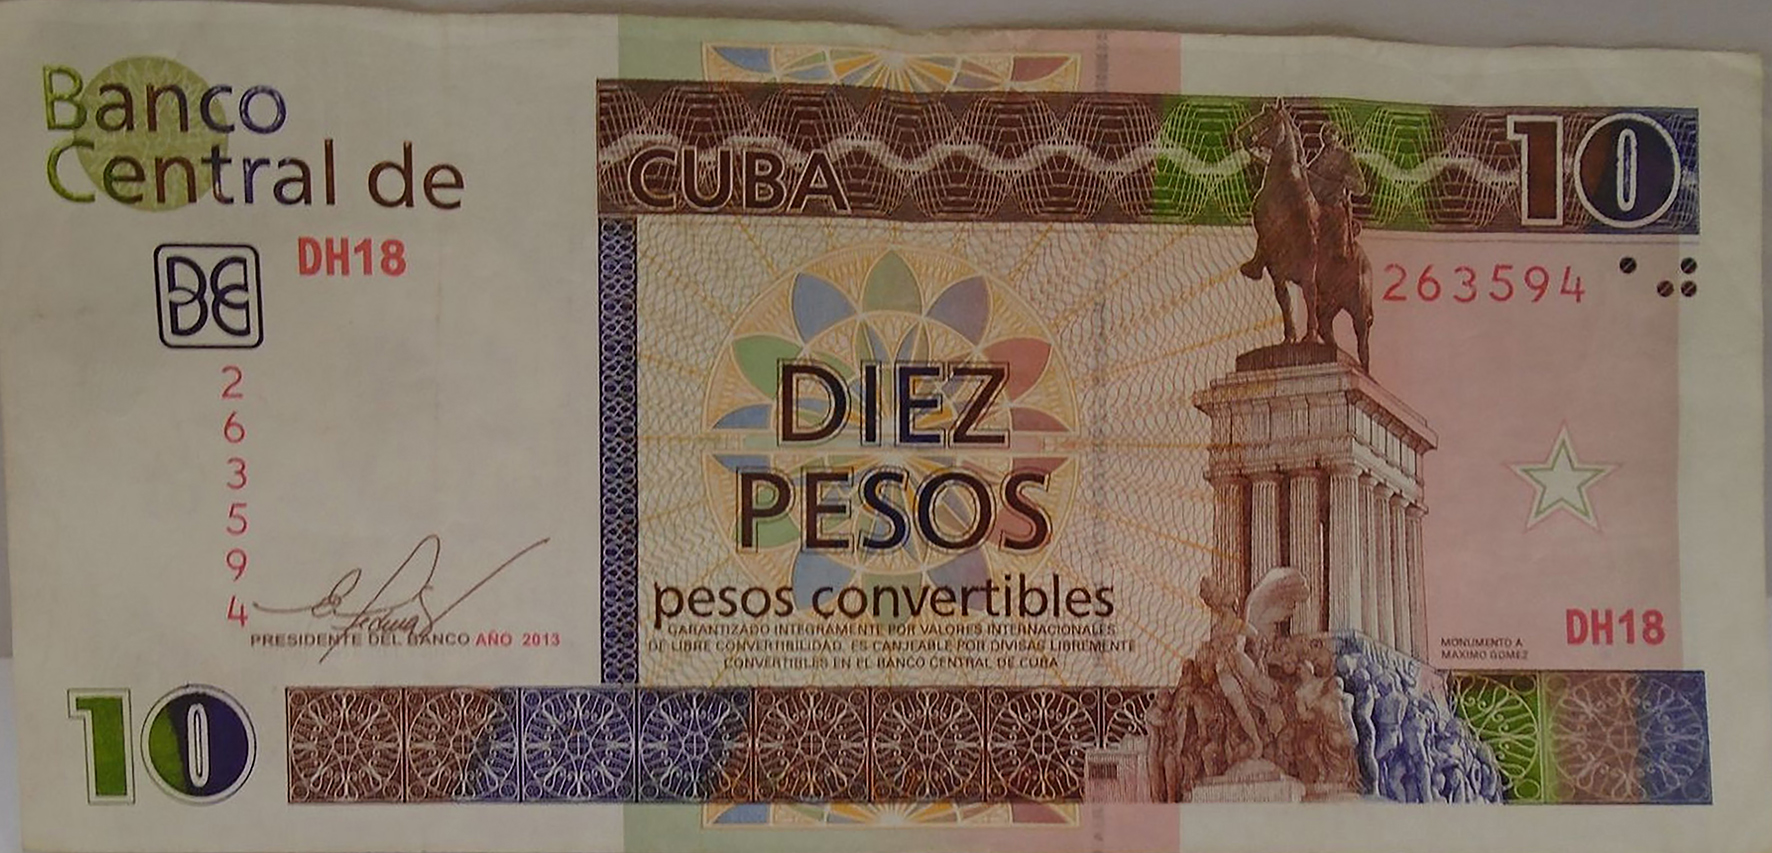 Banco
Central de
DH18
2
6
3
5
9
4
PRESIDENTE DEL BANCO AÑO 2013
10
CUBA
10
263594
DIEZ
PESOS
pesos convertibles
GARANTIZADO INTEGRAMENTE POR VALORES INTERNACIONALES
DE LIBRE CONVERTIBILIDAD. ES CANJEABLE POR DIVISAS LIBREMENTE
CONVERTIBLES EN EL BANCO CENTRAL DE CUBA
DH18
MONUMENTO A
MAXIMO GOMEZ